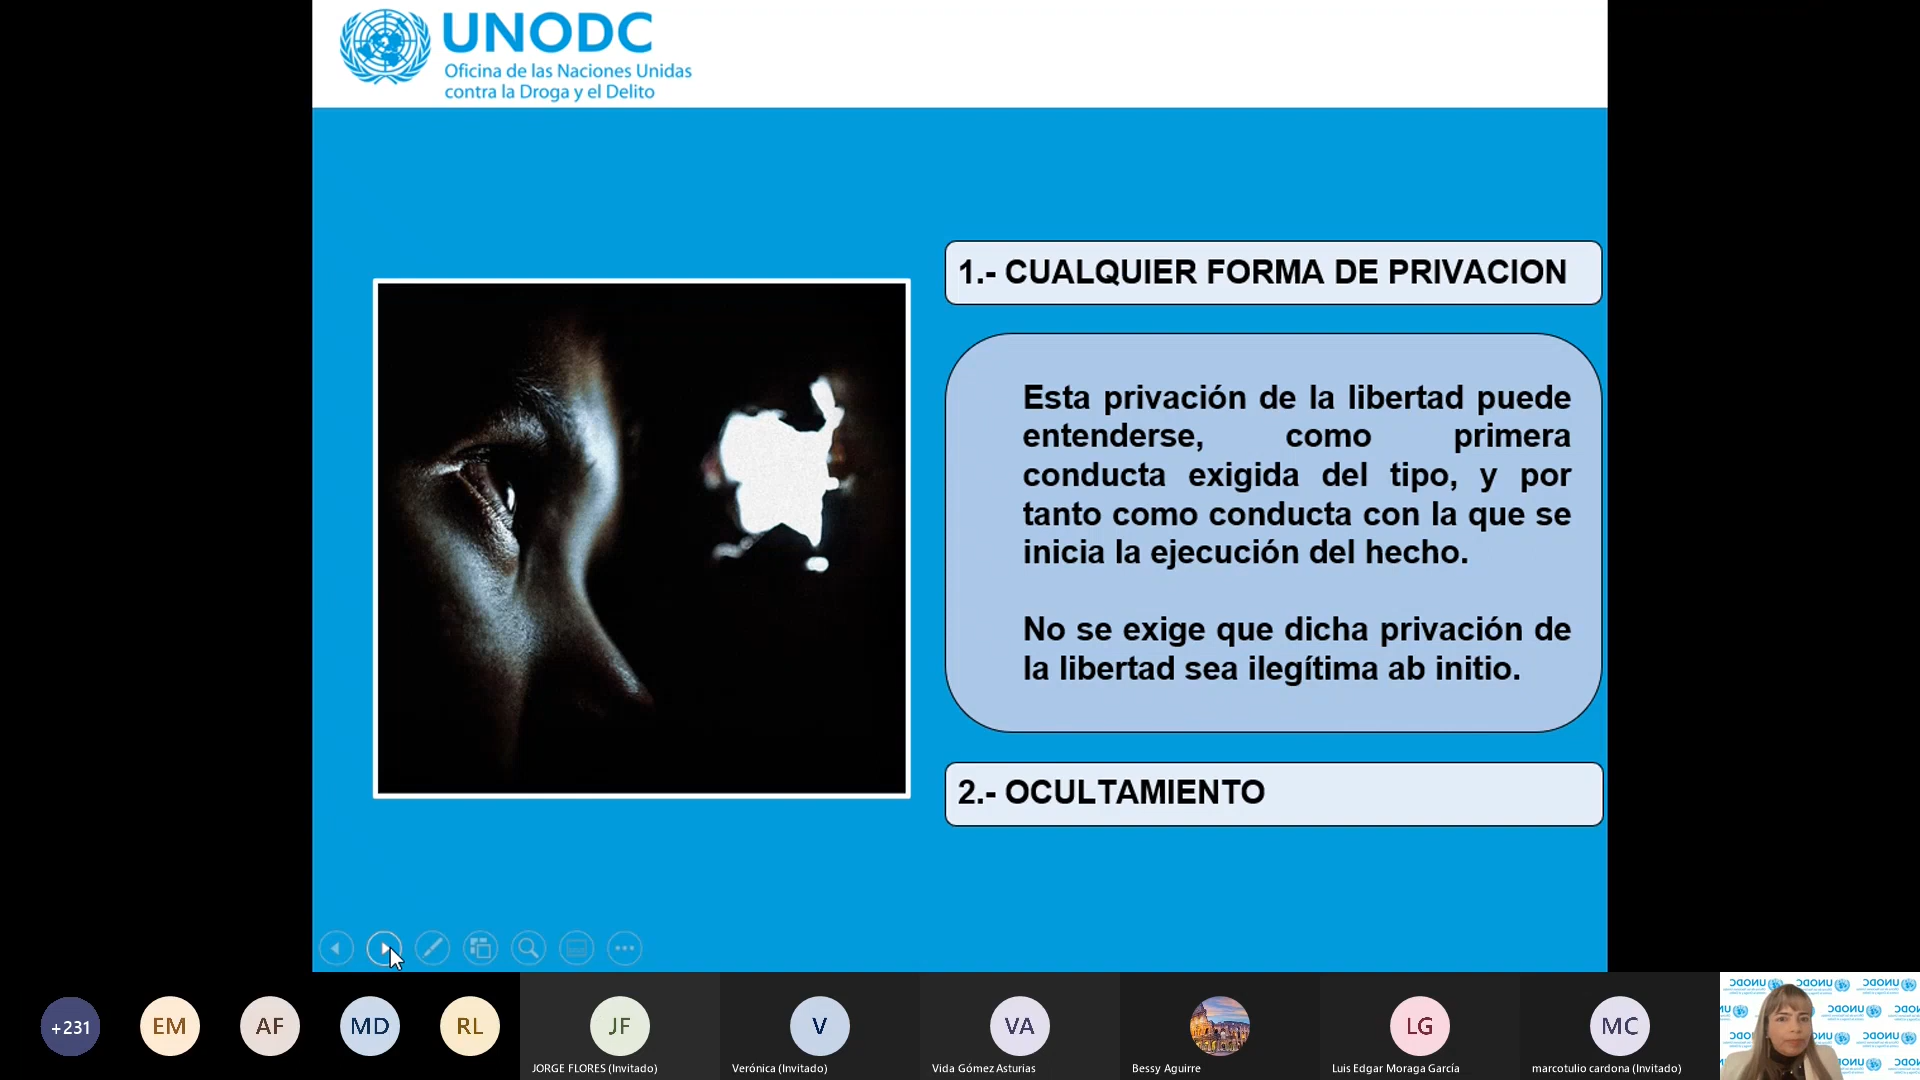 UNODC
Oficina de las Naciones Unidas
contra la Droga y el Delito
1.- CUALQUIER FORMA DE PRIVACION
Esta privación de la libertad puede
entenderse, como primera
conducta exigida del tipo, y por
tanto como conducta con la que se
inicia la ejecución del hecho.
No se exige que dicha privación de
la libertad sea ilegítima ab initio.
2.- OCULTAMIENTO
+231
EM
AF
MD
RL
JF
JORGE FLORES (Invitado)
V
Verónica (Invitado)
VA
Vida Gómez Asturias
Bessy Aguirre
LG
Luis Edgar Moraga García
MC
marcotulio cardona (Invitado)